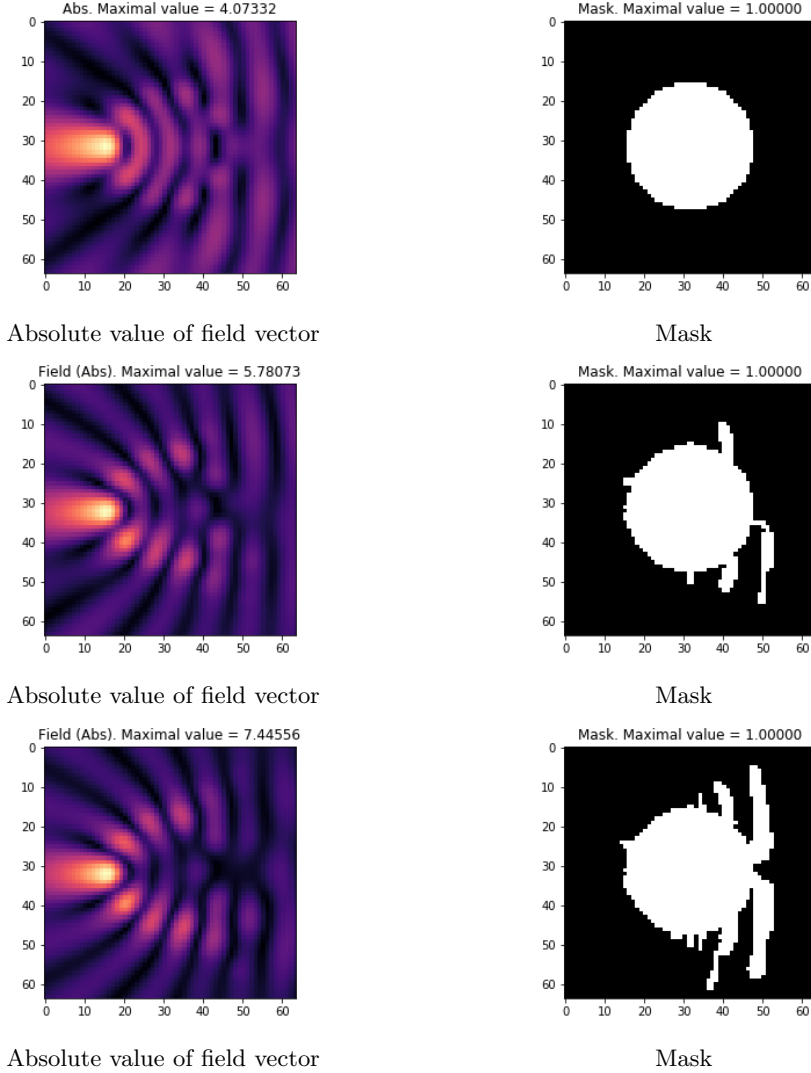 Abs. Maximal value = 4.07332
Mask. Maximal value = 1.00000
0
10
20
30
40
50
60
0 10 20 30 40 50 60
0
10
20
30
40
50
60
0 10 20 30 40 50 60
Absolute value of field vector
Mask
Field (Abs). Maximal value = 5.78073
Mask. Maximal value = 1.00000
0
10
20
30
40
50
60
0 10 20 30 40 50 60
0
10
20
30
40
50
60
0 10 20 30 40 50 60
Absolute value of field vector
Mask
Field (Abs). Maximal value = 7.44556
Mask. Maximal value = 1.00000
0
10
20
30
40
50
60
0 10 20 30 40 50 60
0
10
20
30
40
50
60
0 10 20 30 40 50 60
Absolute value of field vector
Mask